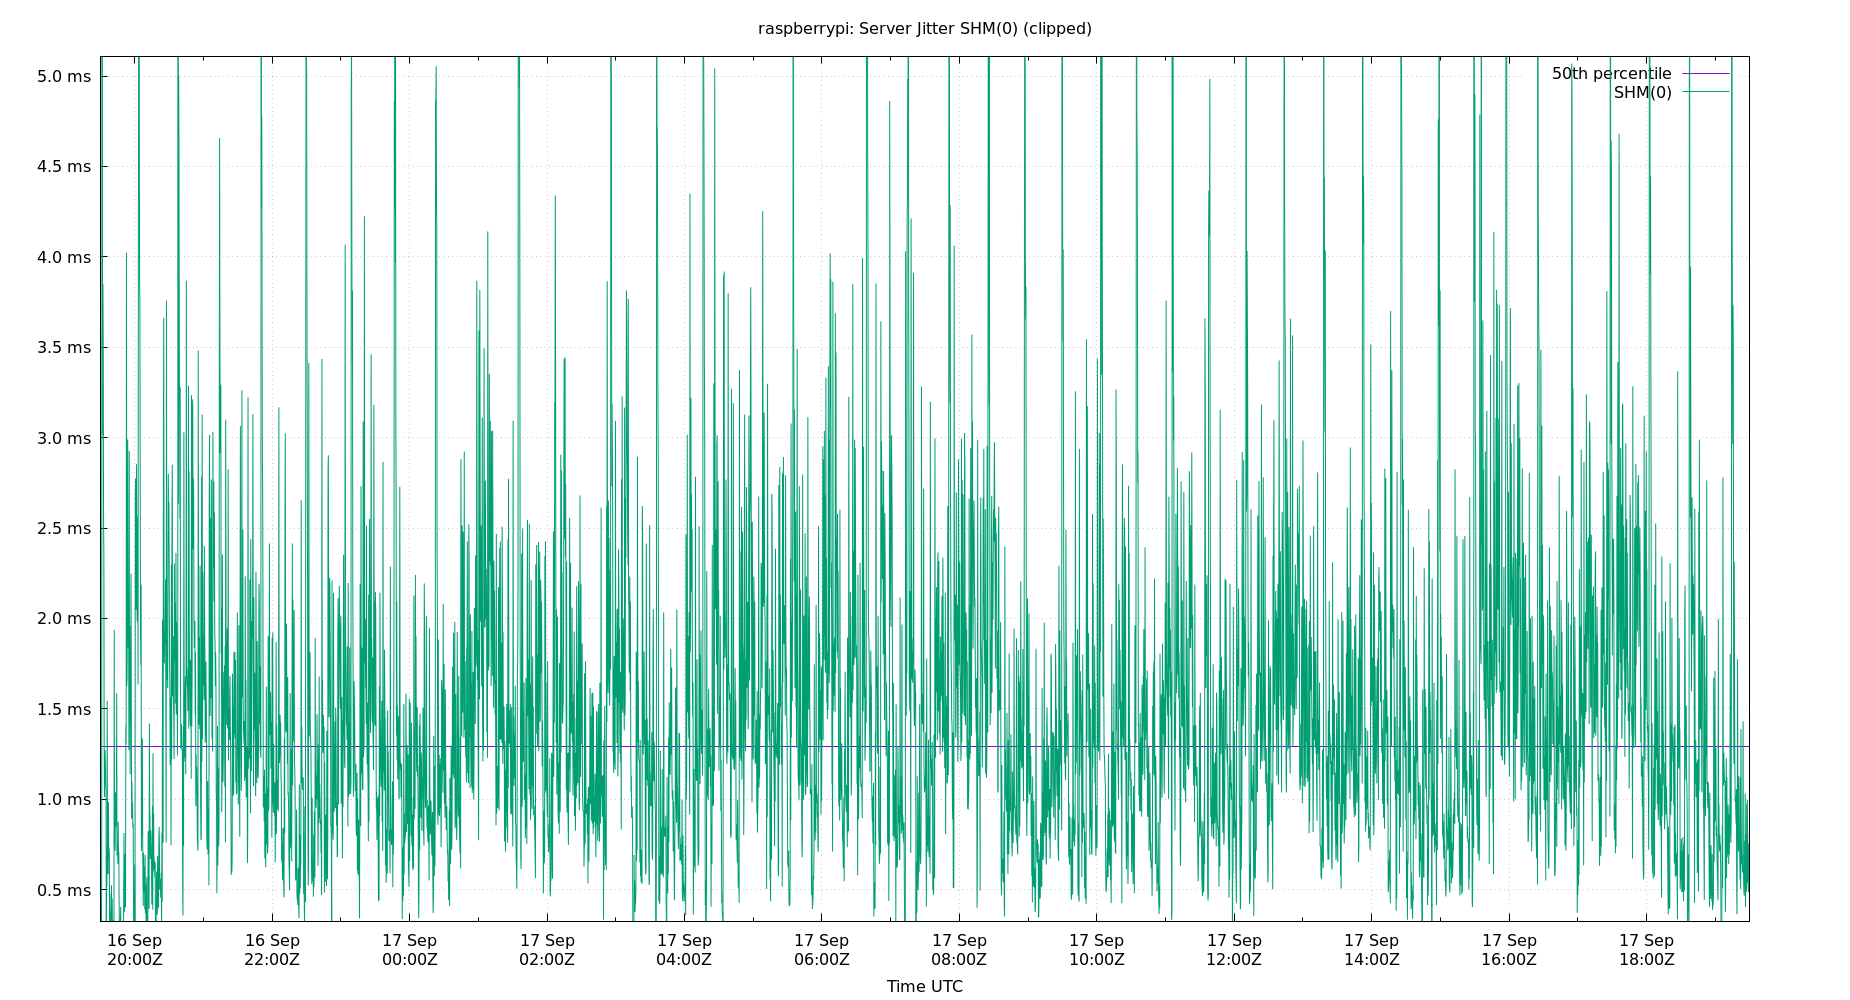 raspberrypi: Server Jitter SHM(0) (clipped)
5.0 ms
4.5 ms
4.0 ms
3.5 ms
3.0 ms
2.5 ms
2.0 ms
1.5 ms
1.0 ms
0.5 ms
50th percentile
SHM(0)
16 Sep 16 Sep 17 Sep 17 Sep 17 Sep 17 Sep 17 Sep 17 Sep 17 Sep 17 Sep 17 Sep 17 Sep
20:00Z 22:00Z 00:00Z 02:00Z 04:00Z 06:00Z 08:00Z 10:00Z 12:00Z 14:00Z 16:00Z 18:00Z
Time UTC